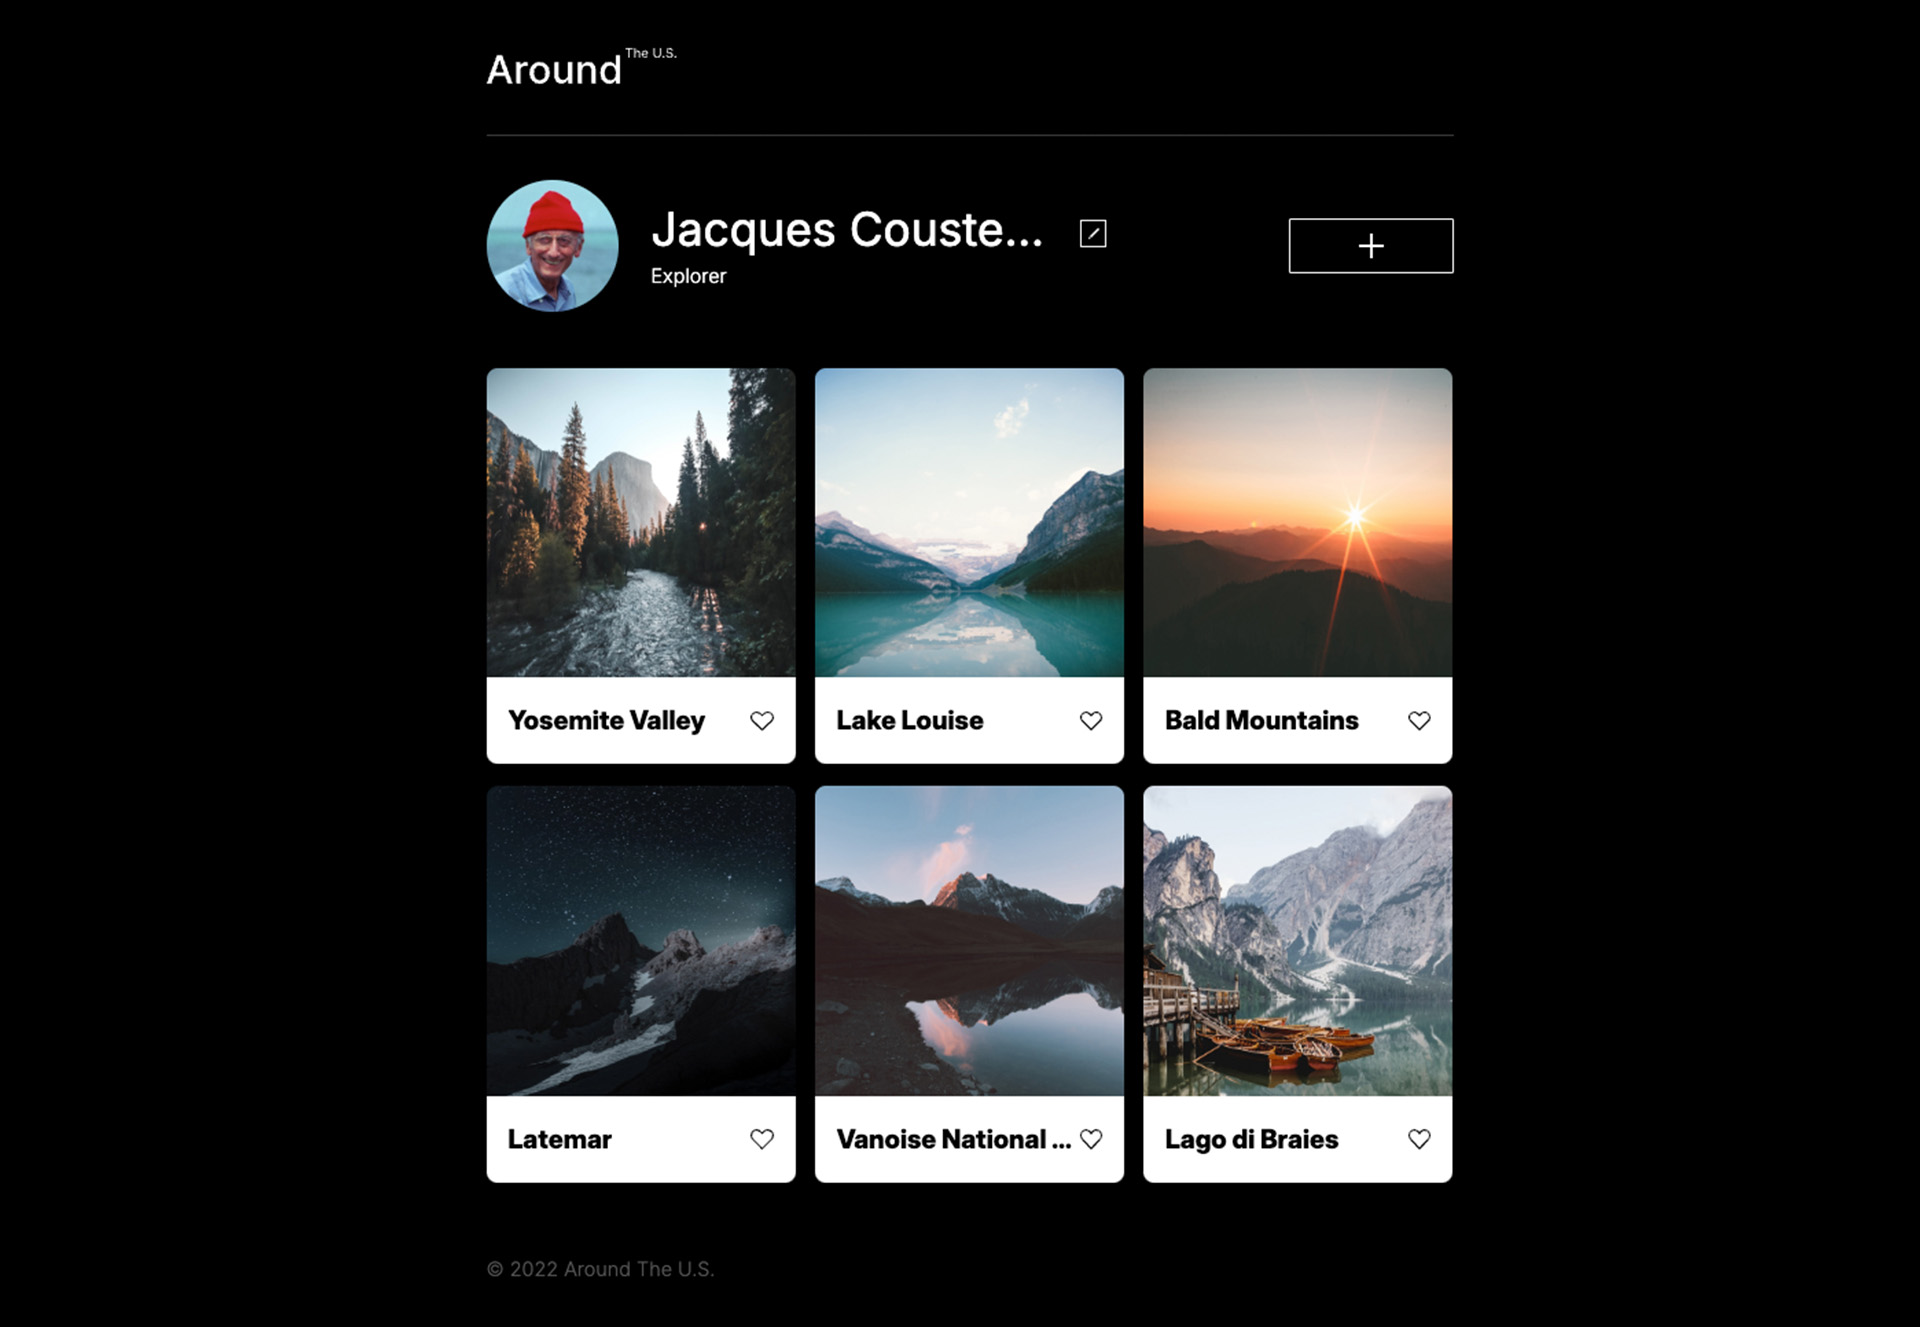 Around The U.S.
Jacques Couste...
Explorer
Yosemite Valley
Lake Louise
Bald Mountains
Latemar
Vanoise National ...
Lago di Braies
© 2022 Around The U.S.